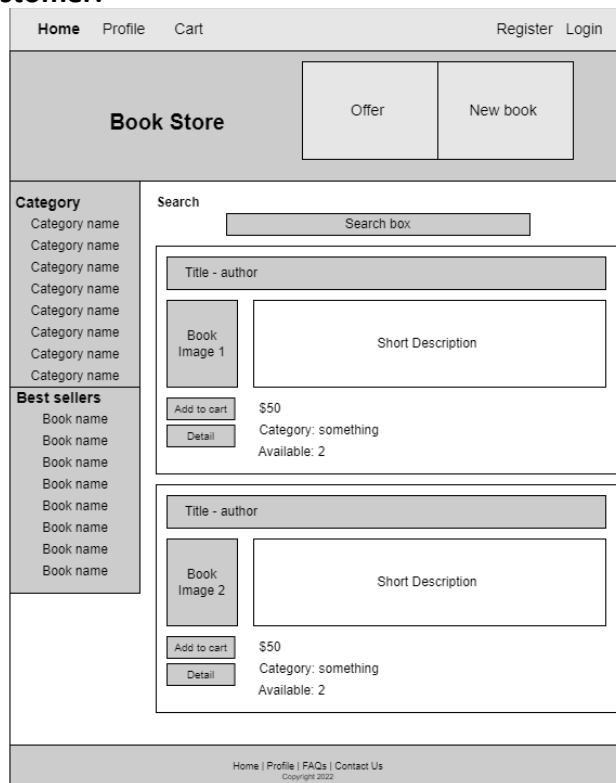 stomer.
Home Profile Cart Register Login
Book Store
Offer
New book
Category
Category name
Category name
Category name
Category name
Category name
Category name
Category name
Category name
Best sellers
Book name
Book name
Book name
Book name
Book name
Book name
Book name
Book name
Search
Search box
Title - author
Book
Image 1
Short Description
Add to cart
Detail
$50
Category: something
Available: 2
Title - author
Book
Image 2
Short Description
Add to cart
Detail
$50
Category: something
Available: 2
Home | Profile | FAQs | Contact Us
Copyright 2022